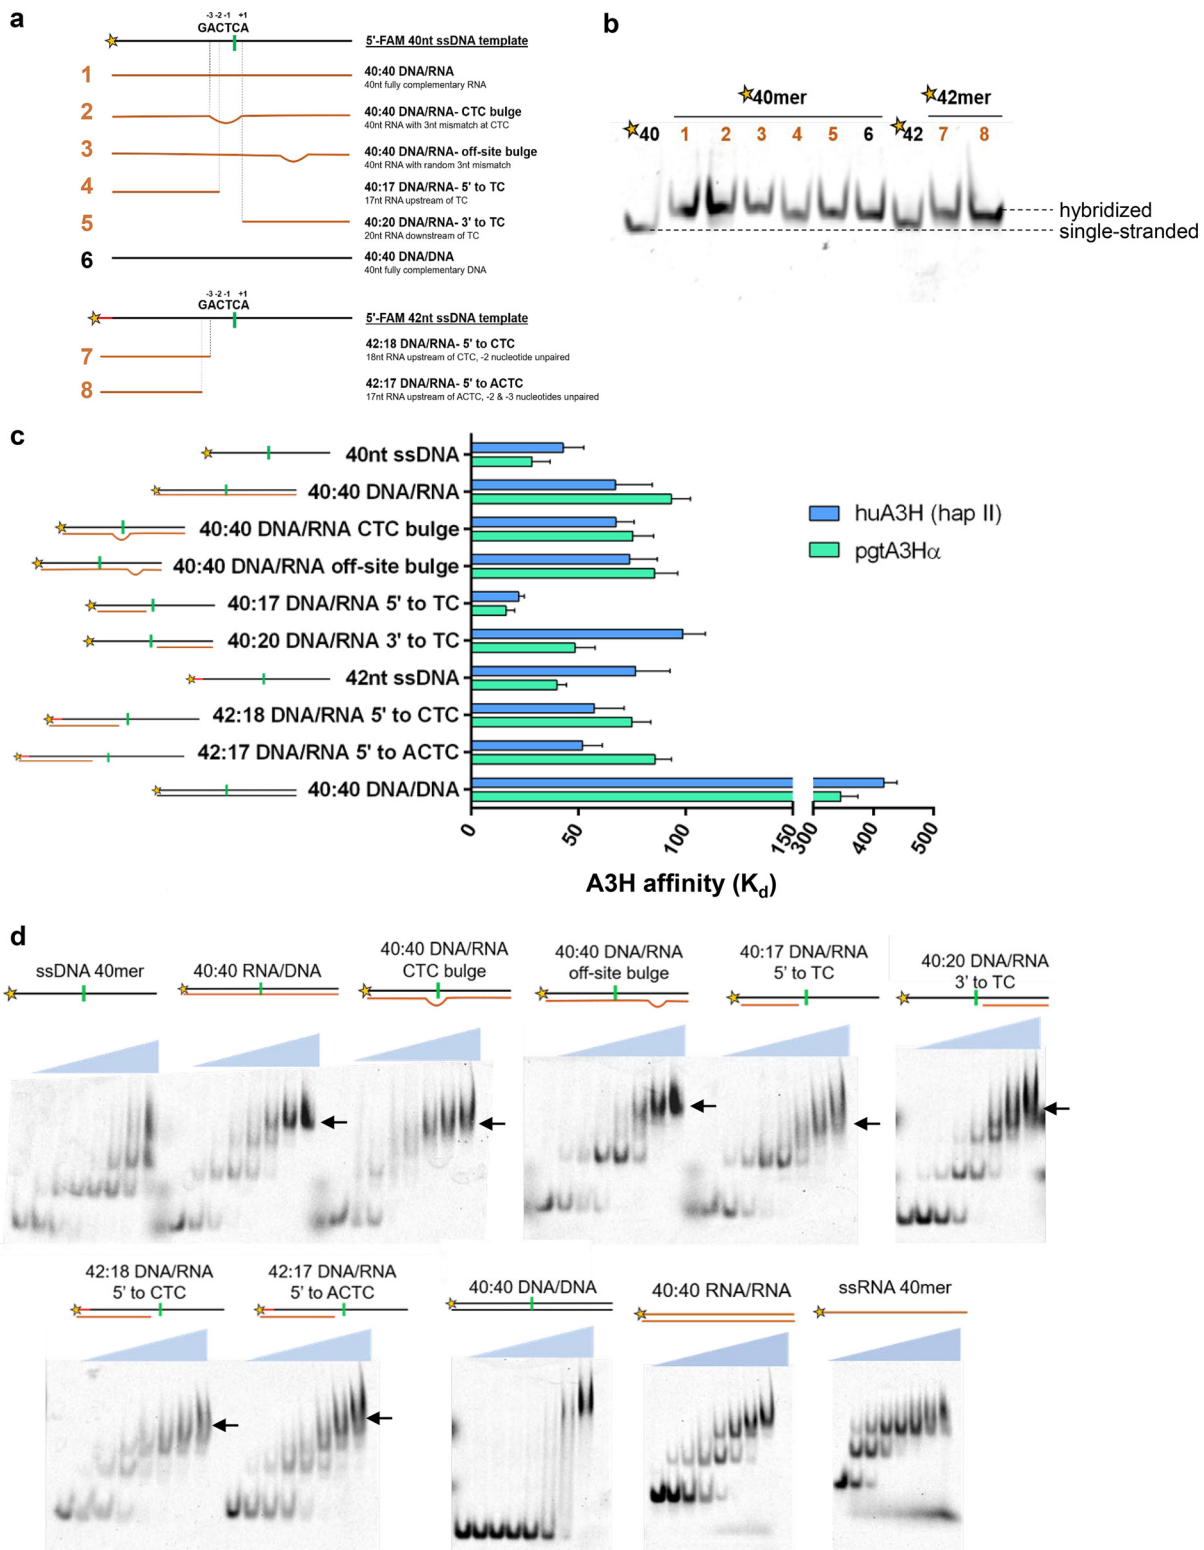 a
-3 -2 -1 +1
GACTCA
5'-FAM 40nt ssDNA template
1
40:40 DNA/RNA
40nt fully complementary RNA
2
40:40 DNA/RNA- CTC bulge
40nt RNA with 3nt mismatch at CTC
3
40:40 DNA/RNA- off-site bulge
40nt RNA with random 3nt mismatch
4
40:17 DNA/RNA- 5' to TC
17nt RNA upstream of TC
5
40:20 DNA/RNA- 3' to TC
20nt RNA downstream of TC
6
40:40 DNA/DNA
40nt fully complementary DNA
-3 -2 -1 +1
GACTCA
5'-FAM 42nt ssDNA template
7
42:18 DNA/RNA- 5' to CTC
18nt RNA upstream of CTC, -2 nucleotide unpaired
8
42:17 DNA/RNA- 5' to ACTC
17nt RNA upstream of ACTC, -2 & -3 nucleotides unpaired
b
40mer
42mer
40 1 2 3 4 5 6 42 7 8
hybridized
single-stranded
c
40nt ssDNA
40:40 DNA/RNA
40:40 DNA/RNA CTC bulge
40:40 DNA/RNA off-site bulge
40:17 DNA/RNA 5' to TC
40:20 DNA/RNA 3' to TC
42nt ssDNA
42:18 DNA/RNA 5' to CTC
42:17 DNA/RNA 5' to ACTC
40:40 DNA/DNA
huA3H (hap II)
pgtA3Hα
0 50 100 150 300 400 500
A3H affinity (Kd)
d
ssDNA 40mer
40:40 RNA/DNA
40:40 DNA/RNA
CTC bulge
40:40 DNA/RNA
off-site bulge
40:17 DNA/RNA
5' to TC
40:20 DNA/RNA
3' to TC
42:18 DNA/RNA
5' to CTC
42:17 DNA/RNA
5' to ACTC
40:40 DNA/DNA
40:40 RNA/RNA
ssRNA 40mer